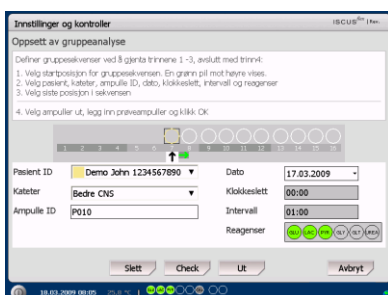 Innstillinger og kontroller
ISCUS flex
Oppsett av gruppeanalyse
Definer gruppesekvenser ved å gjenta trinnene 1 -3, avslutt med trinn4:
1. Velg startposisjon for gruppesekvensen. En grønn pil mot høyre vises.
2. Velg pasient, kateter, ampulle ID, dato, klokkeslett, intervall og reagenser
3. Velg siste posisjon i sekvensen
4. Velg ampuller ut, legg inn prøveampuller og klikk OK
1 2 3 4 5 6 7 8 9 10 11 12 13 14 15 16
Pasient ID Demo John 1234567890 Dato 17.03.2009
Kateter Bedre CNS Klokkeslett 00:00
Ampulle ID P010 Intervall 01:00
Reagenser GLU LAC PYR GLY GLT UREA
Slett Check Ut Avbryt
18.03.2009 08:05 25.8 °C